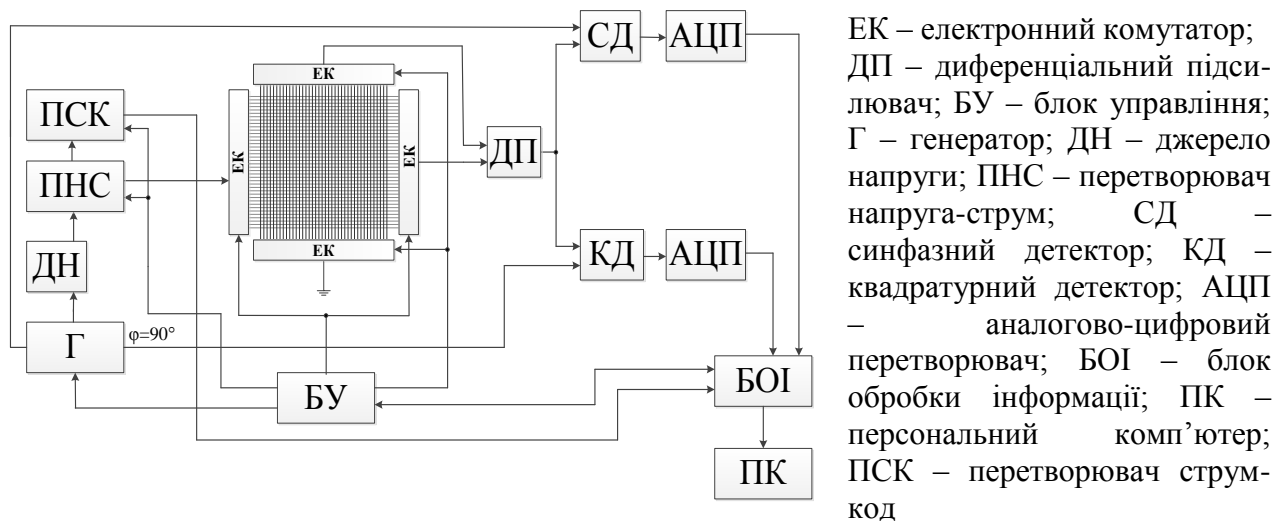 СД
АЦП
ЕК
ПСК
ЕК
ЕК
ДП
ПНС
ЕК
ДН
КД
АЦП
Г
φ=90°
БУ
БОІ
ПК
ЕК – електронний комутатор;
ДП – диференціальний підси-
лювач; БУ – блок управління;
Г – генератор; ДН – джерело
напруги; ПНС – перетворювач
напруга-струм; СД –
синфазний детектор; КД –
квадратурний детектор; АЦП
– аналогово-цифровий
перетворювач; БОІ – блок
обробки інформації; ПК –
персональний комп’ютер;
ПСК – перетворювач струм-
код